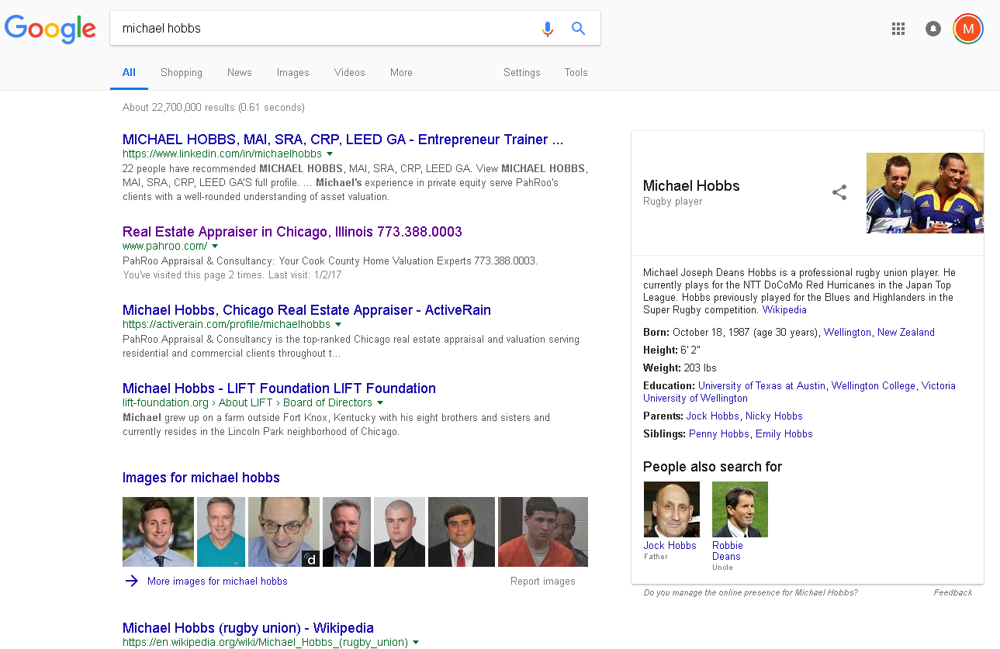 Google
michael hobbs
M
All Shopping News Images Videos More Settings Tools
About 22,700,000 results (0.61 seconds)
MICHAEL HOBBS, MAI, SRA, CRP, LEED GA - Entrepreneur Trainer ...
https://www.linkedin.com/in/michaelhobbs
22 people have recommended MICHAEL HOBBS, MAI, SRA, CRP, LEED GA. View MICHAEL HOBBS,
MAI, SRA, CRP, LEED GA'S full profile. ... Michael's experience in private equity serve PahRoo's
clients with a well-rounded understanding of asset valuation.
Real Estate Appraiser in Chicago, Illinois 773.388.0003
www.pahroo.com/
PahRoo Appraisal & Consultancy: Your Cook County Home Valuation Experts 773.388.0003.
You've visited this page 2 times. Last visit: 1/2/17
Michael Hobbs, Chicago Real Estate Appraiser - ActiveRain
https://activerain.com/profile/michaelhobbs
PahRoo Appraisal & Consultancy is the top-ranked Chicago real estate appraisal and valuation serving
residential and commercial clients throughout t...
Michael Hobbs - LIFT Foundation LIFT Foundation
lift-foundation.org › About LIFT › Board of Directors
Michael grew up on a farm outside Fort Knox, Kentucky with his eight brothers and sisters and
currently resides in the Lincoln Park neighborhood of Chicago.
Images for michael hobbs
d
More images for michael hobbs
Report images
Michael Hobbs (rugby union) - Wikipedia
https://en.wikipedia.org/wiki/Michael_Hobbs_(rugby_union)
Michael Hobbs
Rugby player
Michael Joseph Deans Hobbs is a professional rugby union player. He
currently plays for the NTT DoCoMo Red Hurricanes in the Japan Top
League. Hobbs previously played for the Blues and Highlanders in the
Super Rugby competition. Wikipedia
Born: October 18, 1987 (age 30 years), Wellington, New Zealand
Height: 6' 2"
Weight: 203 lbs
Education: University of Texas at Austin, Wellington College, Victoria
University of Wellington
Parents: Jock Hobbs, Nicky Hobbs
Siblings: Penny Hobbs, Emily Hobbs
People also search for
Jock Hobbs
Father
Robbie
Deans
Uncle
Do you manage the online presence for Michael Hobbs?
Feedback